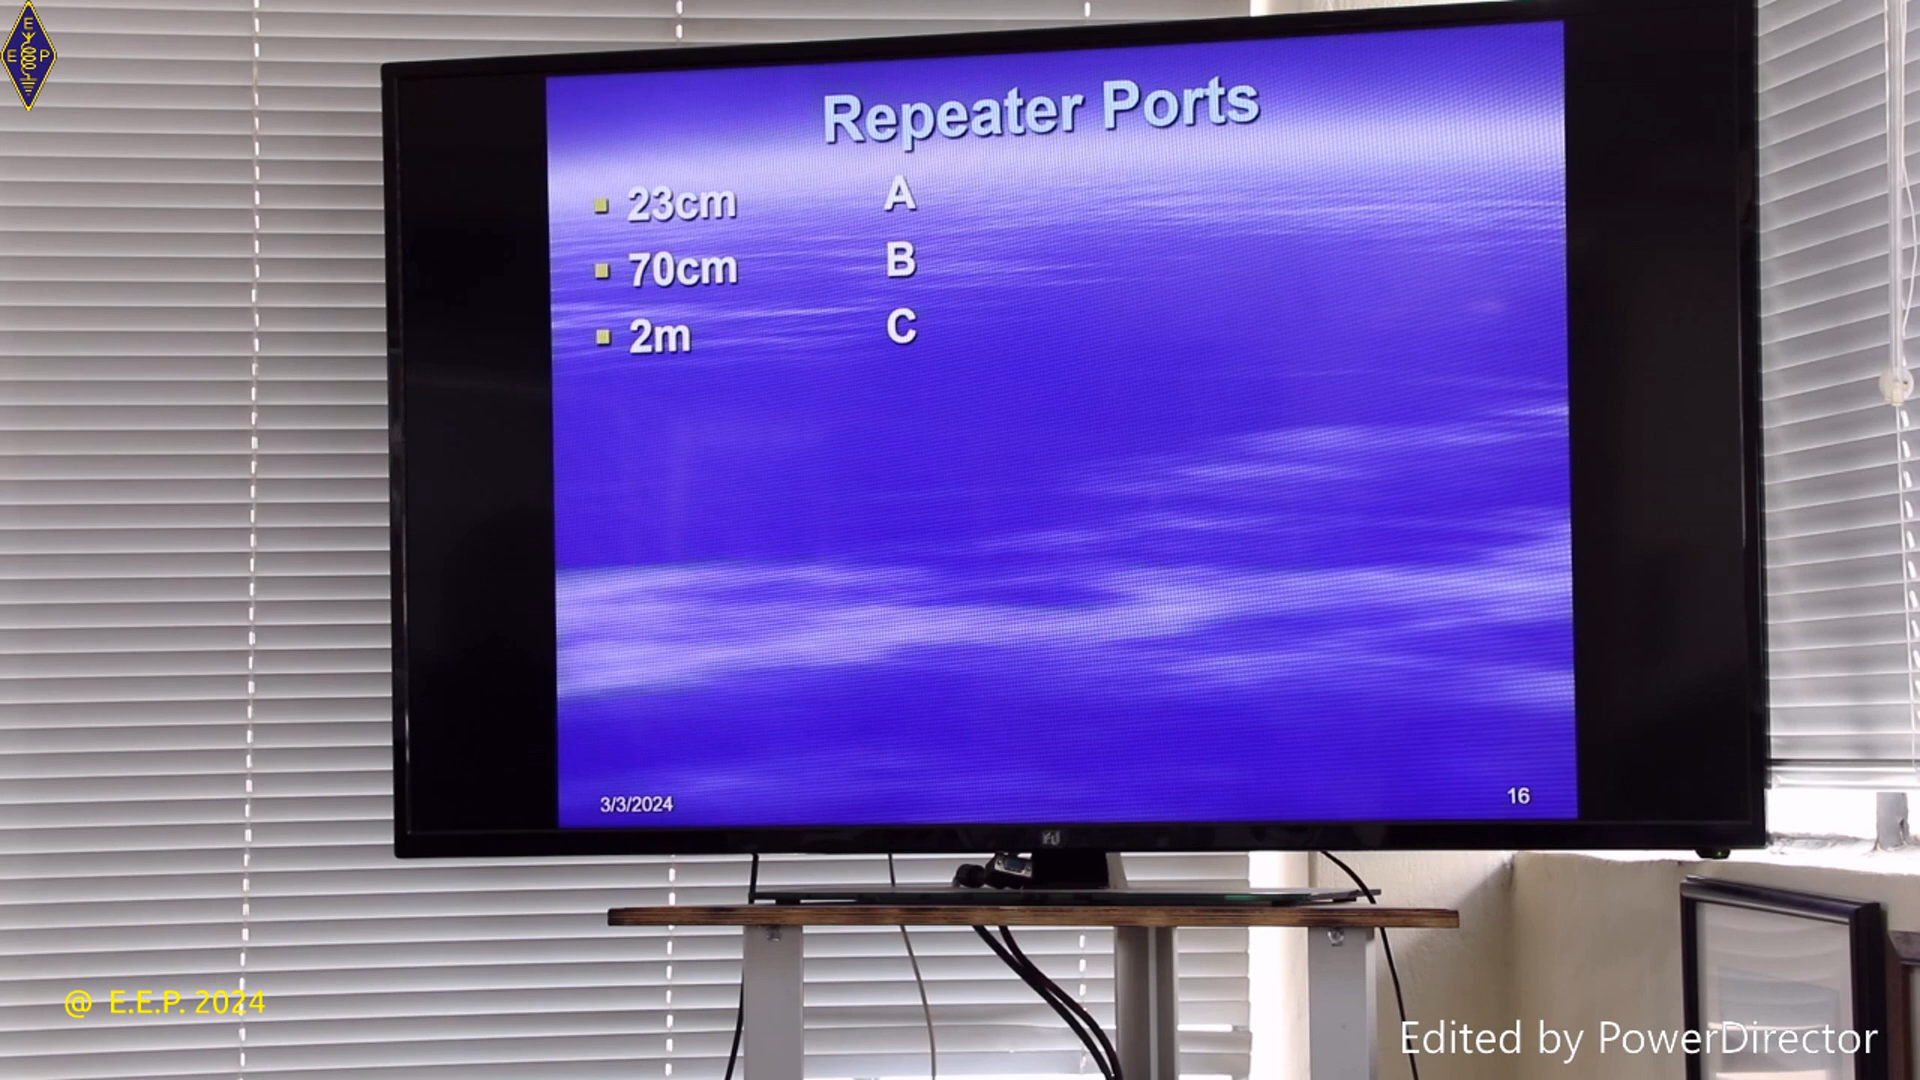 E
E P
Repeater Ports
23cm A
70cm B
2m C
3/3/2024 16
@ E.E.P. 2024
Edited by PowerDirector